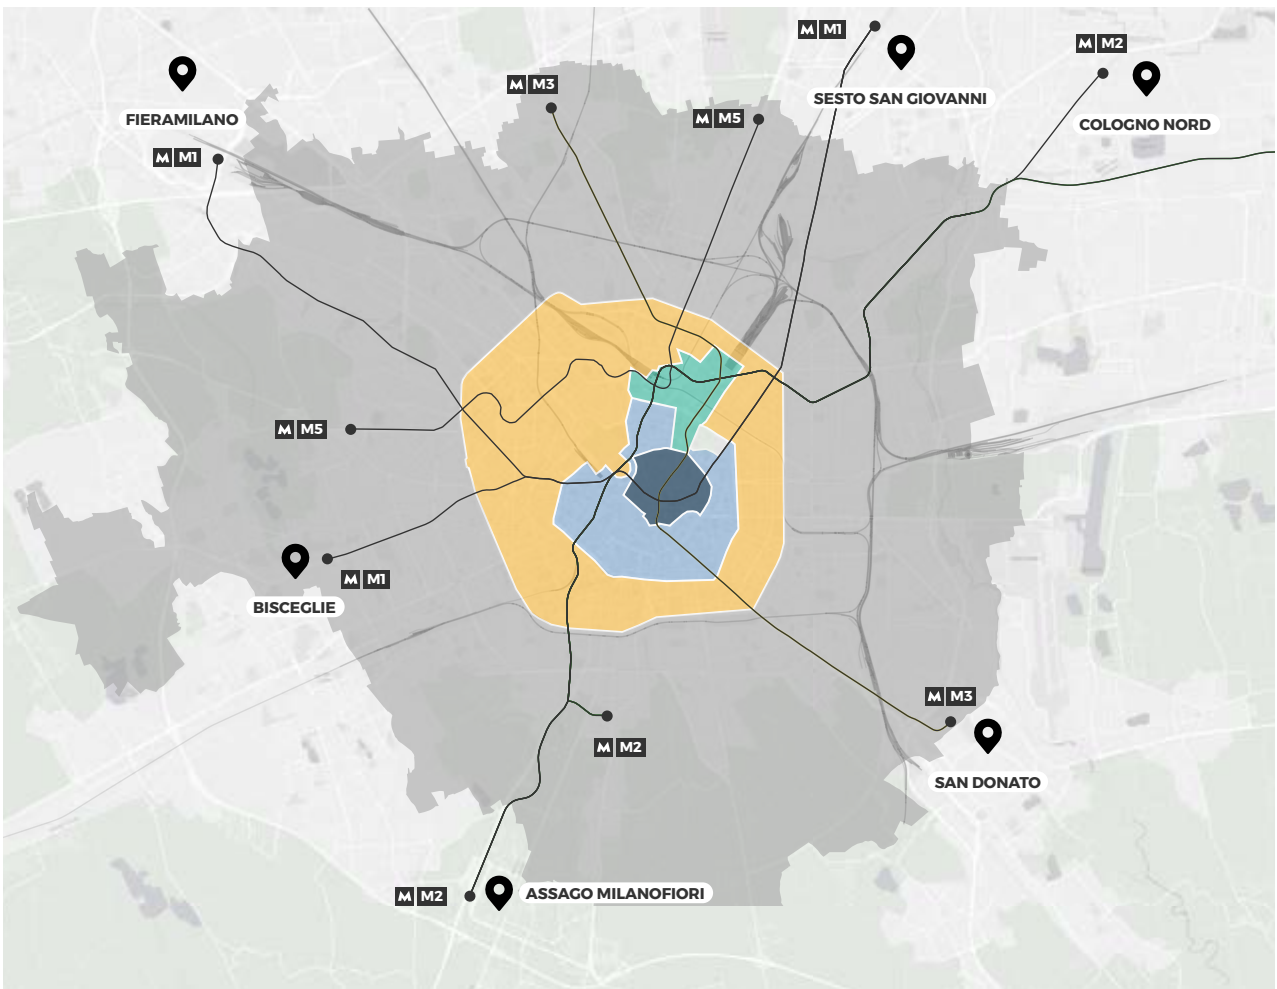 M M1
SESTO SAN GIOVANNI
M M2
COLOGNO NORD
M M3
M M5
FIERAMILANO
M M1
M M5
M M1
BISCEGLIE
M M3
SAN DONATO
M M2
M M2
ASSAGO MILANOFIORI